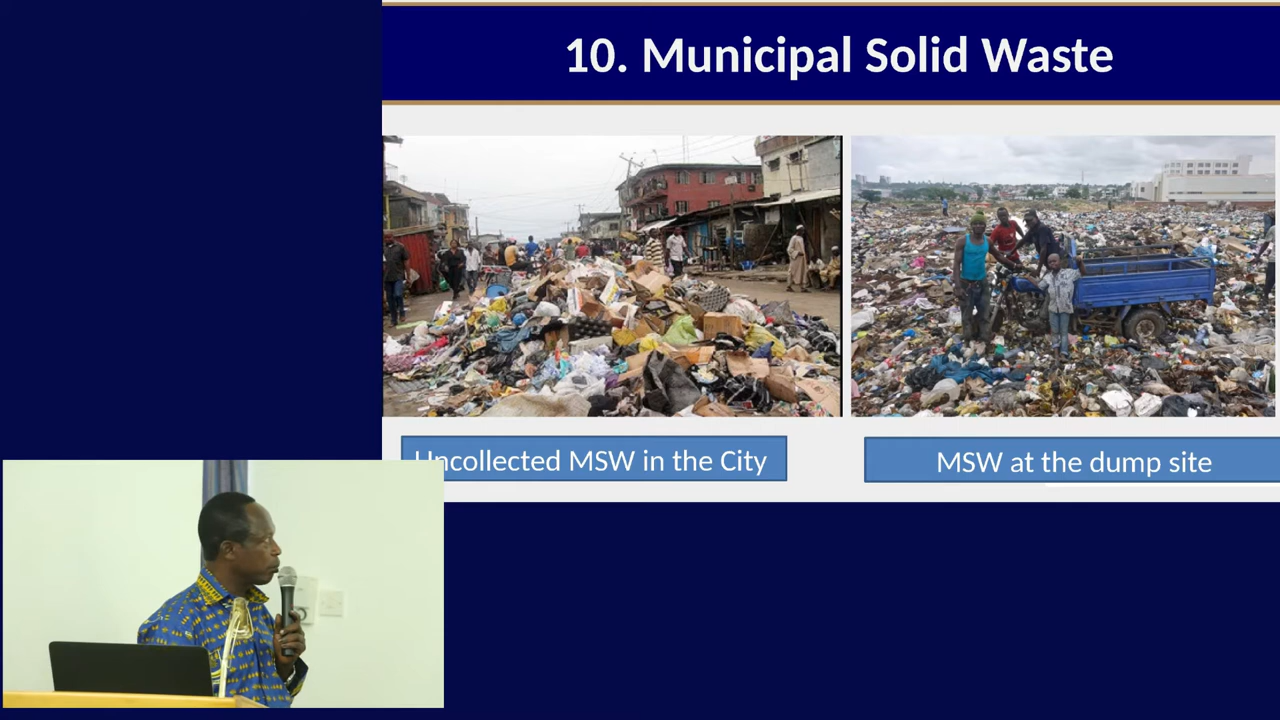 10. Municipal Solid Waste
Uncollected MSW in the City
MSW at the dump site